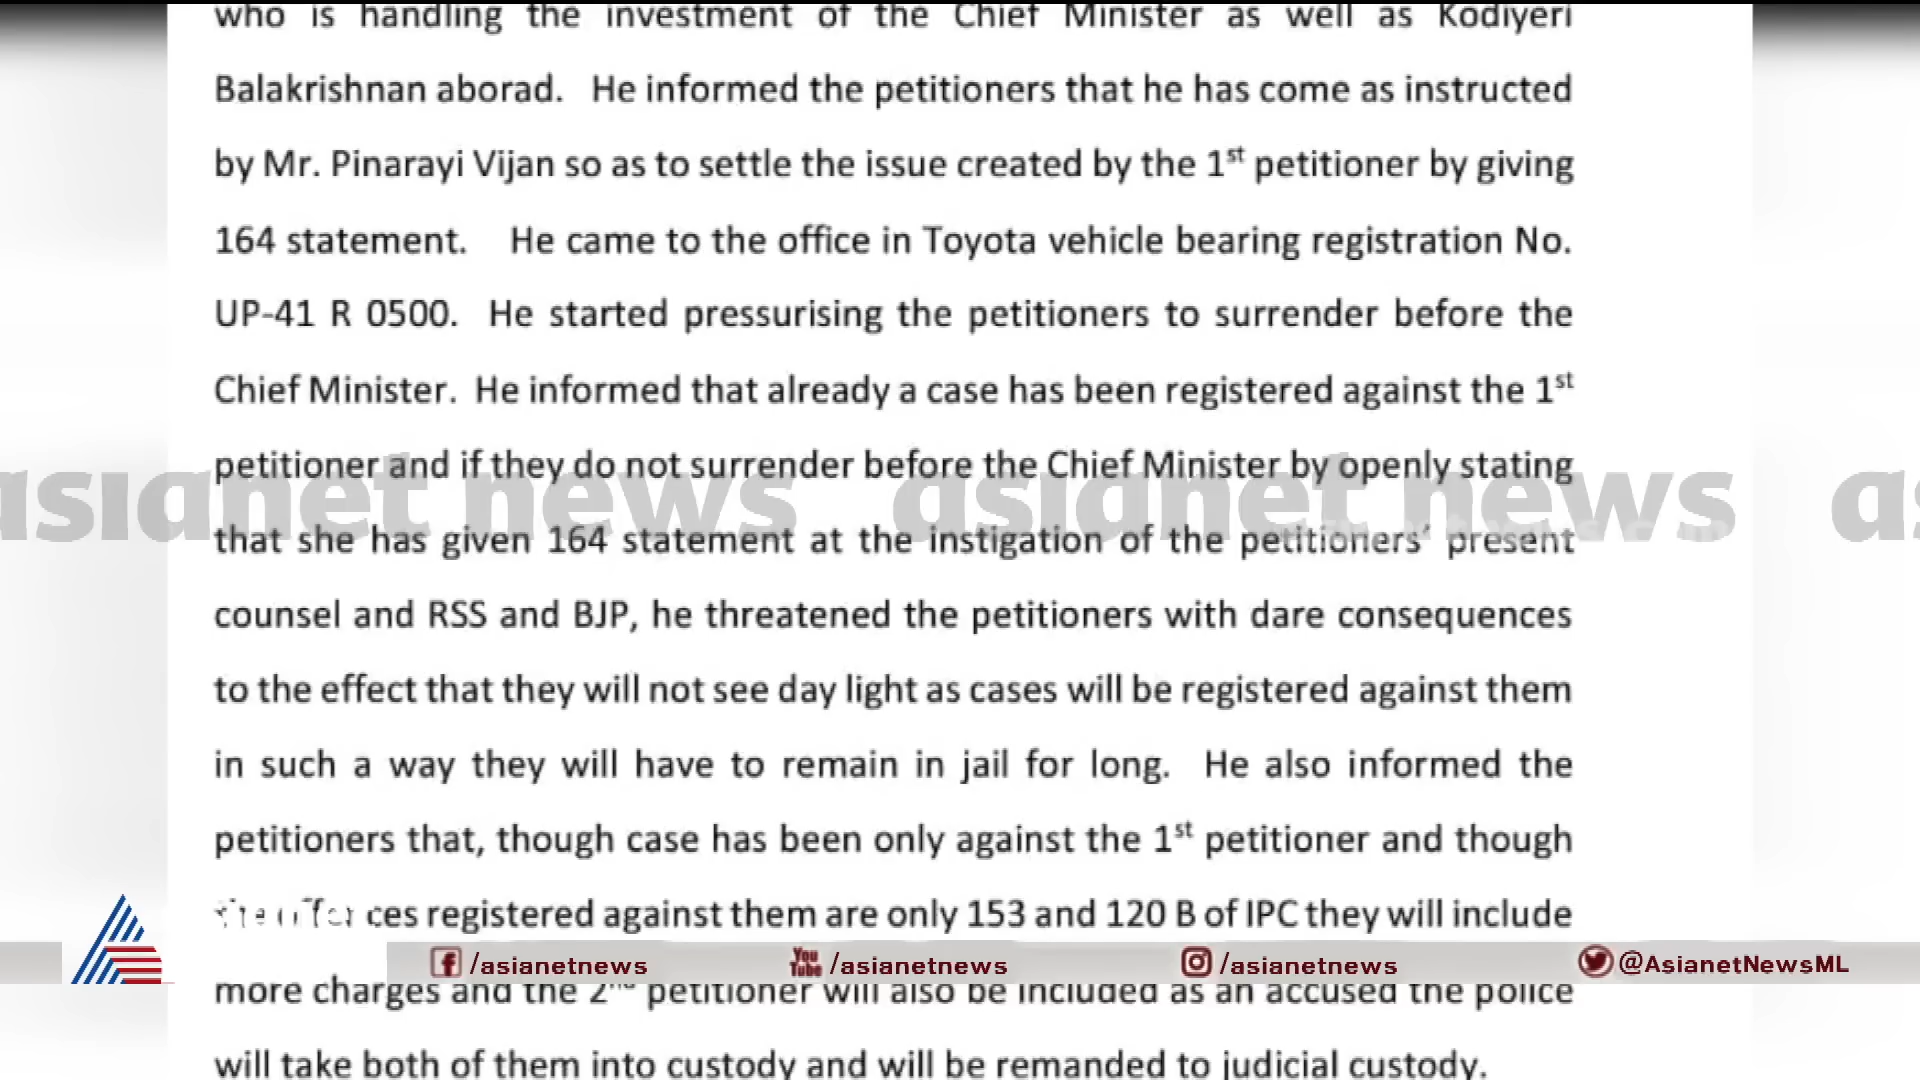 who is handling the investment of the Chief Minister as well as Kodiyeri
Balakrishnan aborad. He informed the petitioners that he has come as instructed
by Mr. Pinarayi Vijan so as to settle the issue created by the 1st petitioner by giving
164 statement. He came to the office in Toyota vehicle bearing registration No.
UP-41 R 0500. He started pressurising the petitioners to surrender before the
Chief Minister. He informed that already a case has been registered against the 1st
petitioner and if they do not surrender before the Chief Minister by openly stating
asianet news asianet news as
that she has given 164 statement at the instigation of the petitioners' present
counsel and RSS and BJP, he threatened the petitioners with dare consequences
to the effect that they will not see day light as cases will be registered against them
in such a way they will have to remain in jail for long. He also informed the
petitioners that, though case has been only against the 1st petitioner and though
registered against them are only 153 and 120 B of IPC they will include
/asianetnews You Tube /asianetnews /asianetnews @AsianetNewsML
more charges and the 2nd petitioner will also be included as an accused the police
will take both of them into custody and will be remanded to judicial custody.